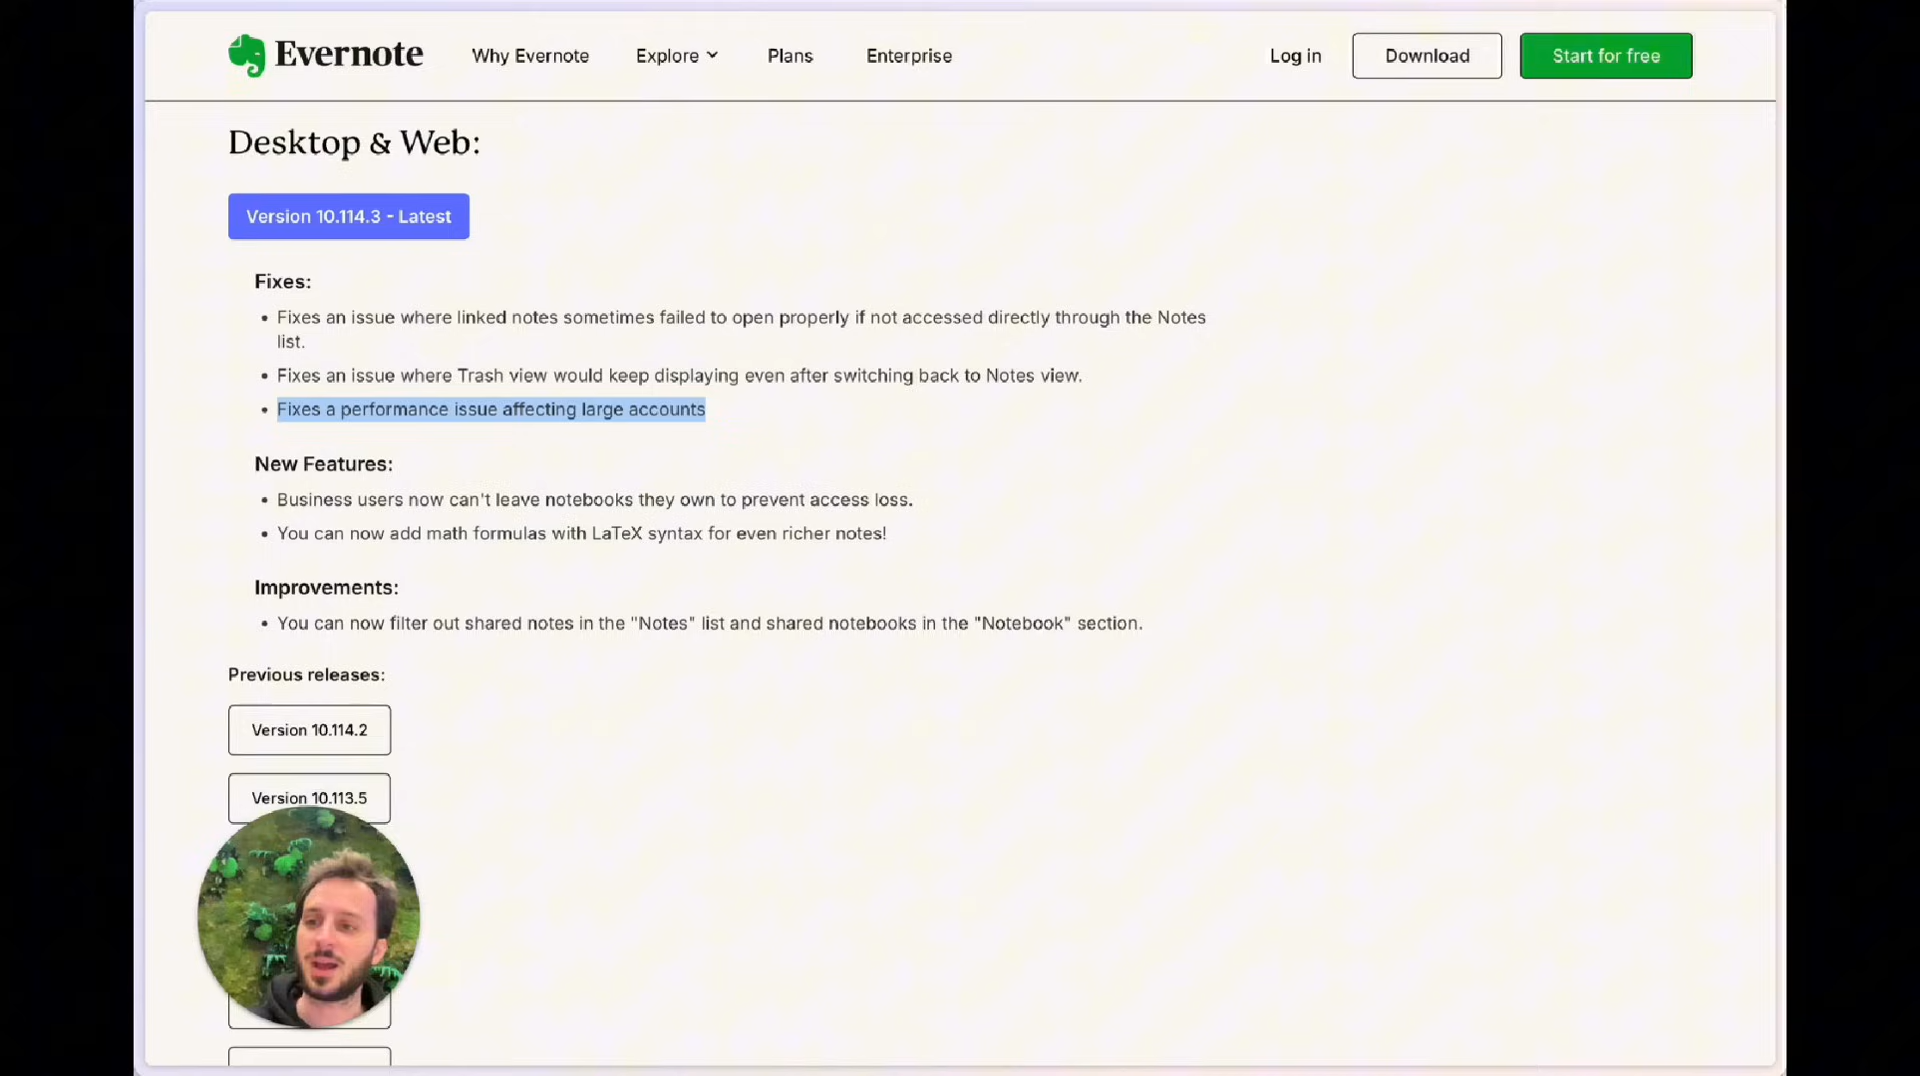 Evernote
Why Evernote
Explore
Plans
Enterprise
Log in
Download
Start for free
Desktop & Web:
Version 10.114.3 - Latest
Fixes:
• Fixes an issue where linked notes sometimes failed to open properly if not accessed directly through the Notes
list.
• Fixes an issue where Trash view would keep displaying even after switching back to Notes view.
• Fixes a performance issue affecting large accounts
New Features:
• Business users now can't leave notebooks they own to prevent access loss.
• You can now add math formulas with LaTeX syntax for even richer notes!
Improvements:
• You can now filter out shared notes in the "Notes" list and shared notebooks in the "Notebook" section.
Previous releases:
Version 10.114.2
Version 10.113.5